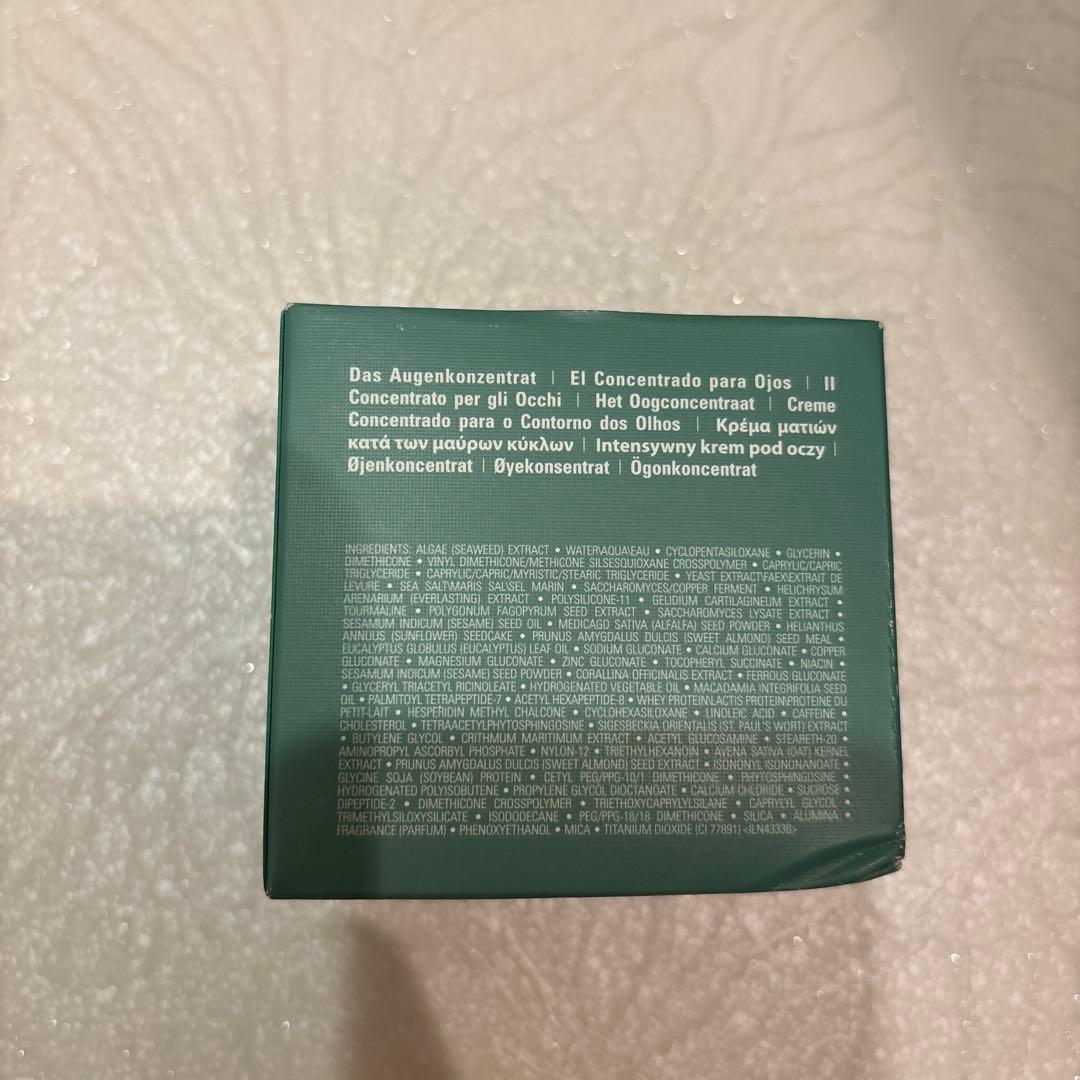 Das Augenkonzentrat | El Concentrado para Ojos | Il
Concentrato per gli Occhi | Het Oogconcentraat | Creme
Concentrado para o Contorno dos Olhos | Κρέμα ματιών
κατά των μαύρων κύκλων | Intensywny krem pod oczy |
Øjenkoncentrat | Øyekonsentrat | Ögonkoncentrat
INGREDIENTS: ALGAE (SEAWEED) EXTRACT • WATER\AQUA\EAU • CYCLOPENTASILOXANE • GLYCERIN •
DIMETHICONE • VINYL DIMETHICONE/METHICONE SILSESQUIOXANE CROSSPOLYMER • CAPRYLIC/CAPRIC
TRIGLYCERIDE • CAPRYLIC/CAPRIC/MYRISTIC/STEARIC TRIGLYCERIDE • YEAST EXTRACT\FAEX\EXTRAIT DE
LEVURE • SEA SALT\MARIS SAL\SEL MARIN • SACCHAROMYCES/COPPER FERMENT • HELICHRYSUM
ARENARIUM (EVERLASTING) EXTRACT • POLYSILICONE-11 • GELIDIUM CARTILAGINEUM EXTRACT •
TOURMALINE • POLYGONUM FAGOPYRUM SEED EXTRACT • SACCHAROMYCES LYSATE EXTRACT •
SESAMUM INDICUM (SESAME) SEED OIL • MEDICAGO SATIVA (ALFALFA) SEED POWDER • HELIANTHUS
ANNUUS (SUNFLOWER) SEEDCAKE • PRUNUS AMYGDALUS DULCIS (SWEET ALMOND) SEED MEAL •
EUCALYPTUS GLOBULUS (EUCALYPTUS) LEAF OIL • SODIUM GLUCONATE • CALCIUM GLUCONATE • COPPER
GLUCONATE • MAGNESIUM GLUCONATE • ZINC GLUCONATE • TOCOPHERYL SUCCINATE • NIACIN •
SESAMUM INDICUM (SESAME) SEED POWDER • CORALLINA OFFICINALIS EXTRACT • FERROUS GLUCONATE
• GLYCERYL TRIACETYL RICINOLEATE • HYDROGENATED VEGETABLE OIL • MACADAMIA INTEGRIFOLIA SEED
OIL • PALMITOYL TETRAPEPTIDE-7 • ACETYL HEXAPEPTIDE-8 • WHEY PROTEIN\LACTIS PROTEIN\PROTEINE DU
PETIT-LAIT • HESPERIDIN METHYL CHALCONE • CYCLOHEXASILOXANE • LINOLEIC ACID • CAFFEINE •
CHOLESTEROL • TETRAACETYLPHYTOSPHINGOSINE • SIGESBECKIA ORIENTALIS (ST. PAUL'S WORT) EXTRACT
• BUTYLENE GLYCOL • CRITHMUM MARITIMUM EXTRACT • ACETYL GLUCOSAMINE • STEARETH-20 •
AMINOPROPYL ASCORBYL PHOSPHATE • NYLON-12 • TRIETHYLHEXANOIN • AVENA SATIVA (OAT) KERNEL
EXTRACT • PRUNUS AMYGDALUS DULCIS (SWEET ALMOND) SEED EXTRACT • ISONONYL ISONONANOATE •
GLYCINE SOJA (SOYBEAN) PROTEIN • CETYL PEG/PPG-10/1 DIMETHICONE • PHYTOSPHINGOSINE •
HYDROGENATED POLYISOBUTENE • PROPYLENE GLYCOL DIOCTANOATE • CALCIUM CHLORIDE • SUCROSE •
DIPEPTIDE-2 • DIMETHICONE CROSSPOLYMER • TRIETHOXYCAPRYLYLSILANE • CAPRYLYL GLYCOL •
TRIMETHYLSILOXYSILICATE • ISODODECANE • PEG/PPG-18/18 DIMETHICONE • SILICA • ALUMINA •
FRAGRANCE (PARFUM) • PHENOXYETHANOL • MICA • TITANIUM DIOXIDE (CI 77891) <ILN43336>